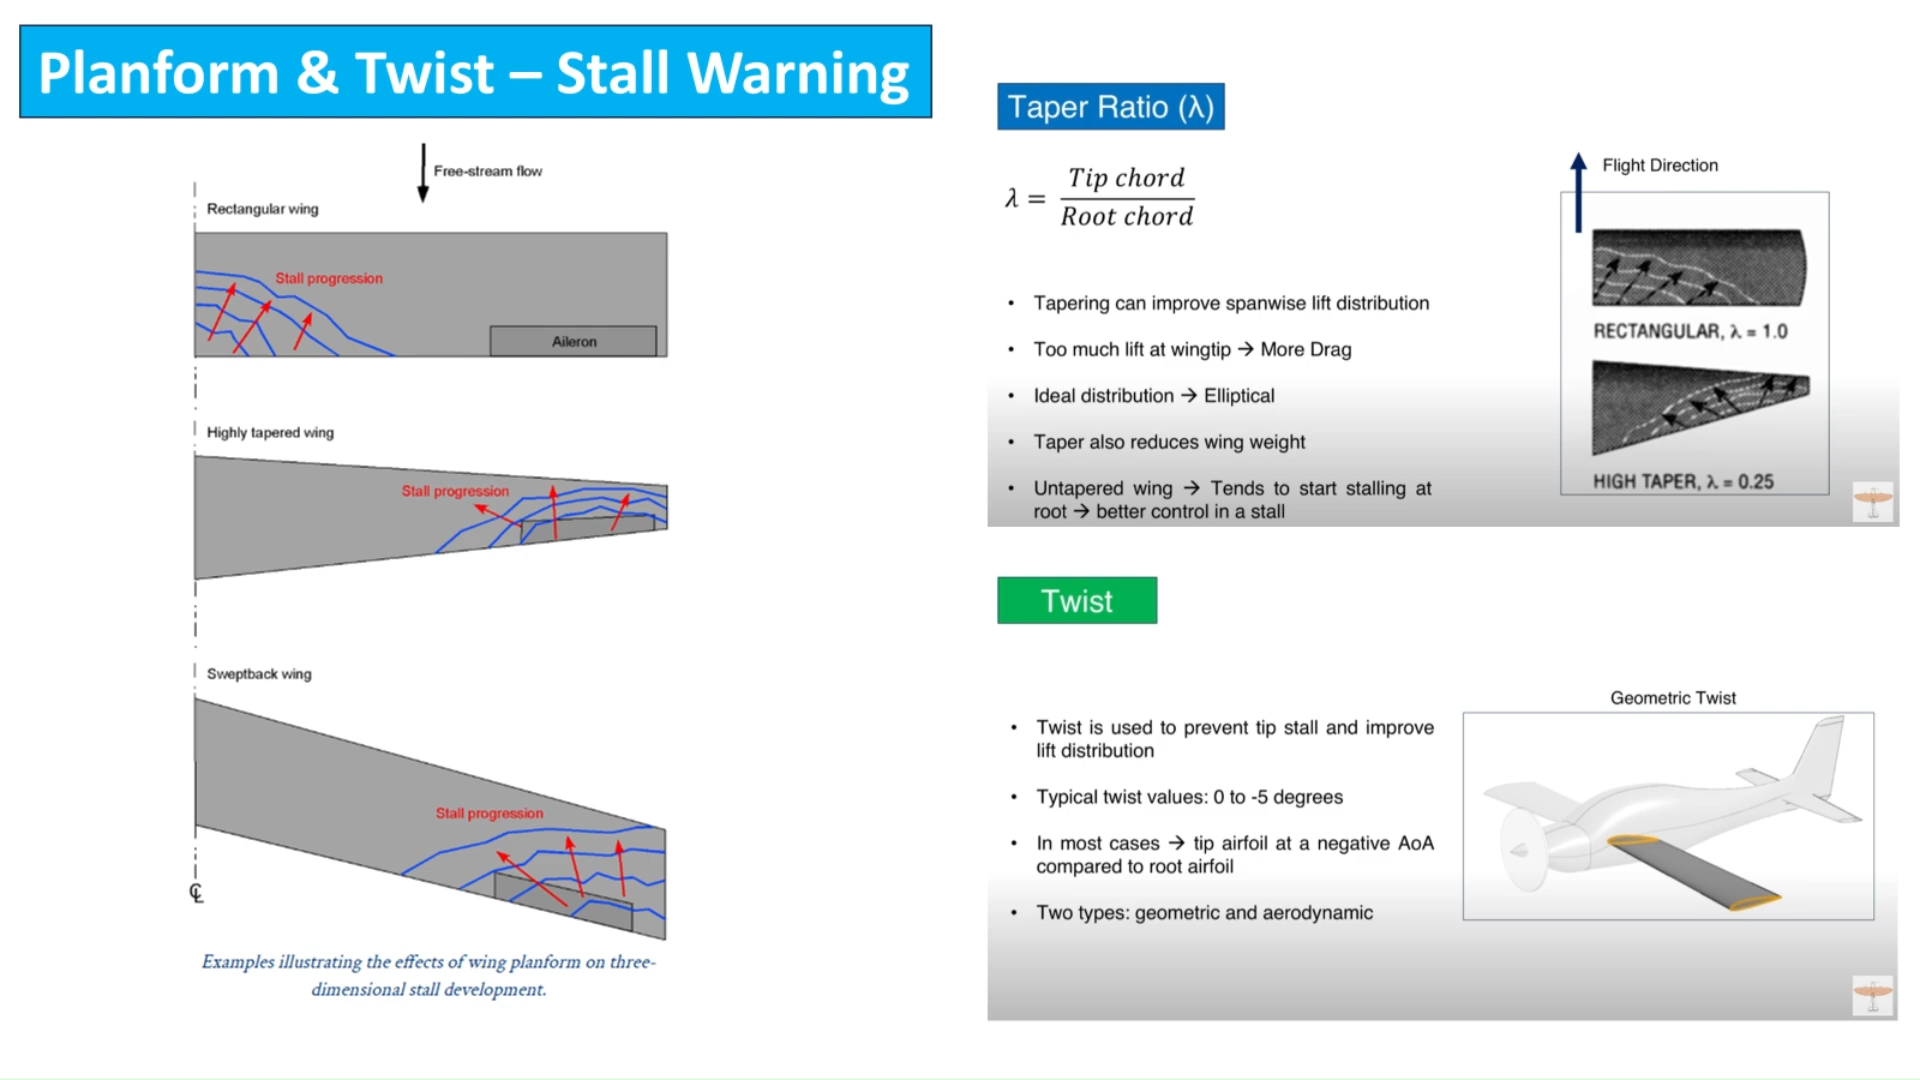 Planform & Twist – Stall Warning
Free-stream flow
Rectangular wing
Stall progression
Aileron
Highly tapered wing
Stall progression
Sweptback wing
Stall progression
℄
Examples illustrating the effects of wing planform on three-
dimensional stall development.
Taper Ratio (λ)
λ = Tip chord / Root chord
• Tapering can improve spanwise lift distribution
• Too much lift at wingtip → More Drag
• Ideal distribution → Elliptical
• Taper also reduces wing weight
• Untapered wing → Tends to start stalling at
root → better control in a stall
Flight Direction
RECTANGULAR, λ = 1.0
HIGH TAPER, λ = 0.25
Twist
• Twist is used to prevent tip stall and improve
lift distribution
• Typical twist values: 0 to -5 degrees
• In most cases → tip airfoil at a negative AoA
compared to root airfoil
• Two types: geometric and aerodynamic
Geometric Twist